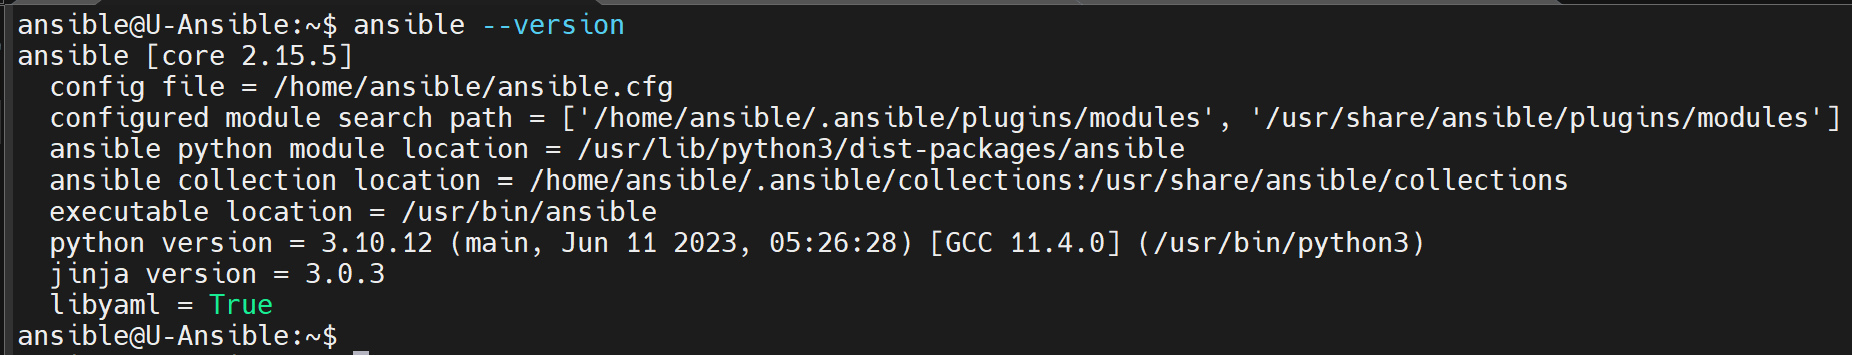 ansible@U-Ansible:~$ ansible --version
ansible [core 2.15.5]
  config file = /home/ansible/ansible.cfg
  configured module search path = ['/home/ansible/.ansible/plugins/modules', '/usr/share/ansible/plugins/modules']
  ansible python module location = /usr/lib/python3/dist-packages/ansible
  ansible collection location = /home/ansible/.ansible/collections:/usr/share/ansible/collections
  executable location = /usr/bin/ansible
  python version = 3.10.12 (main, Jun 11 2023, 05:26:28) [GCC 11.4.0] (/usr/bin/python3)
  jinja version = 3.0.3
  libyaml = True
ansible@U-Ansible:~$